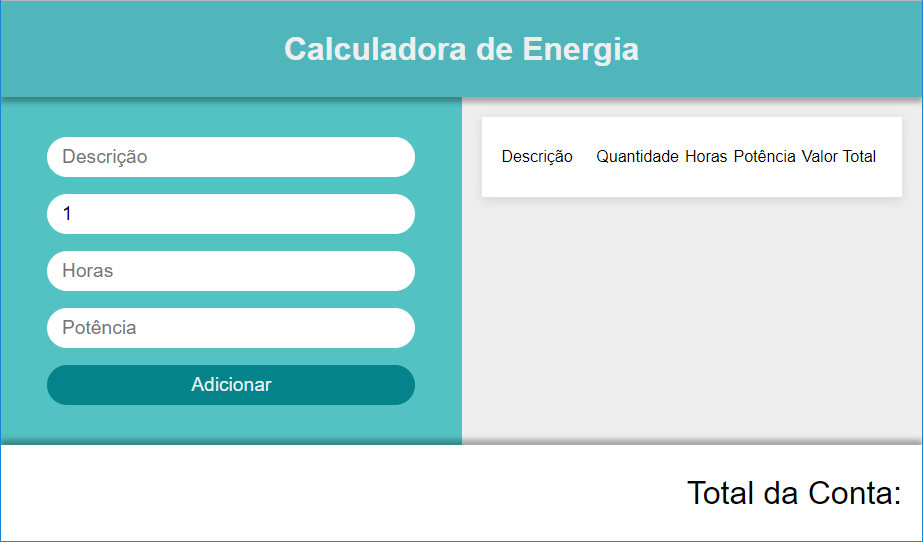 Calculadora de Energia
Descrição
1
Horas
Potência
Adicionar
Descrição Quantidade Horas Potência Valor Total
Total da Conta: